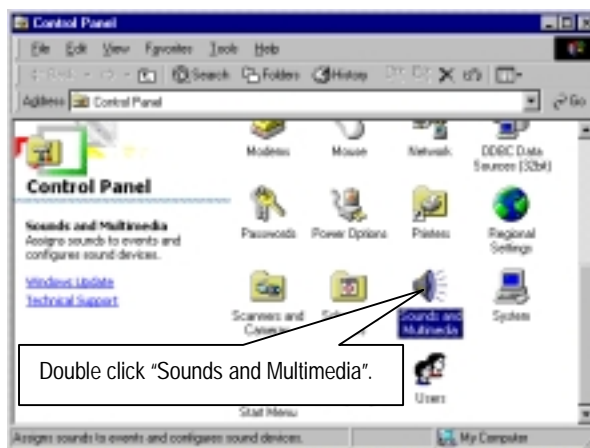 Control Panel
File Edit View Favorites Tools Help
Search Folders History
Address Control Panel Go
Modems Mouse Network ODBC Data Sources (32bit)
Control Panel
Sounds and Multimedia
Assigns sounds to events and
configures sound devices.
Windows Update
Technical Support
Passwords Power Options Printers Regional
Settings
Scanners and
Cameras
Sounds and
Multimedia
System
Double click “Sounds and Multimedia”.
Start Menu
Users
Assigns sounds to events and configures sound devices.
My Computer